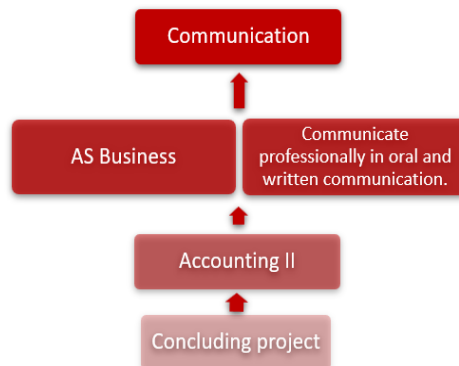 Communication
AS Business
Communicate
professionally in oral and
written communication.
Accounting II
Concluding project